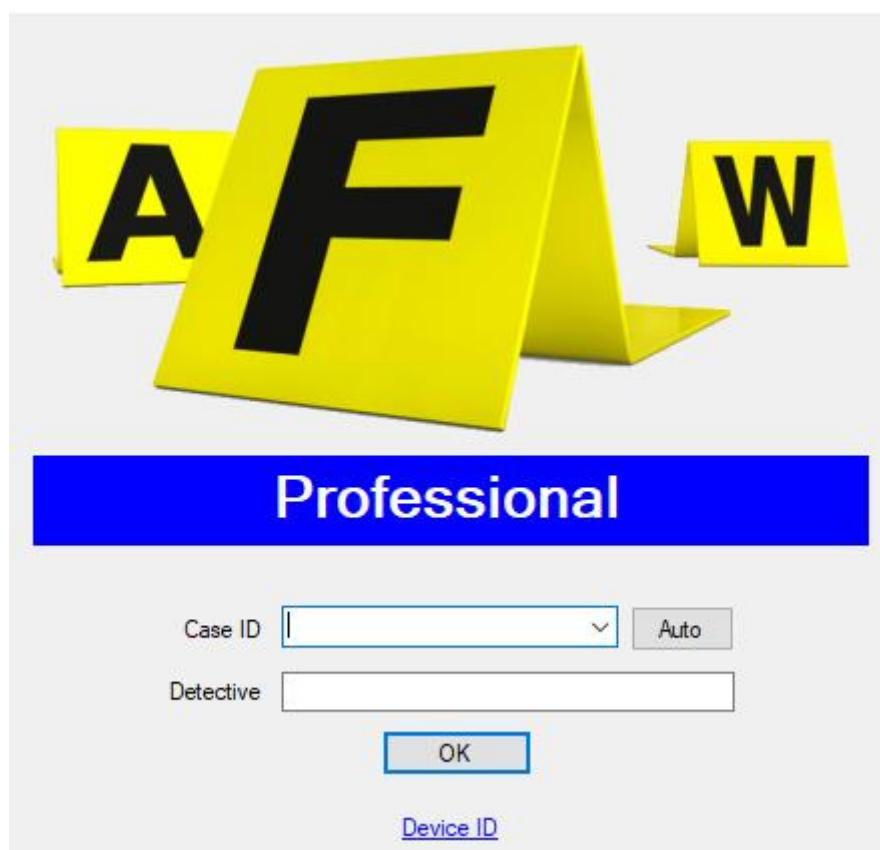 A F W
Professional
Case ID Auto
Detective
OK
Device ID